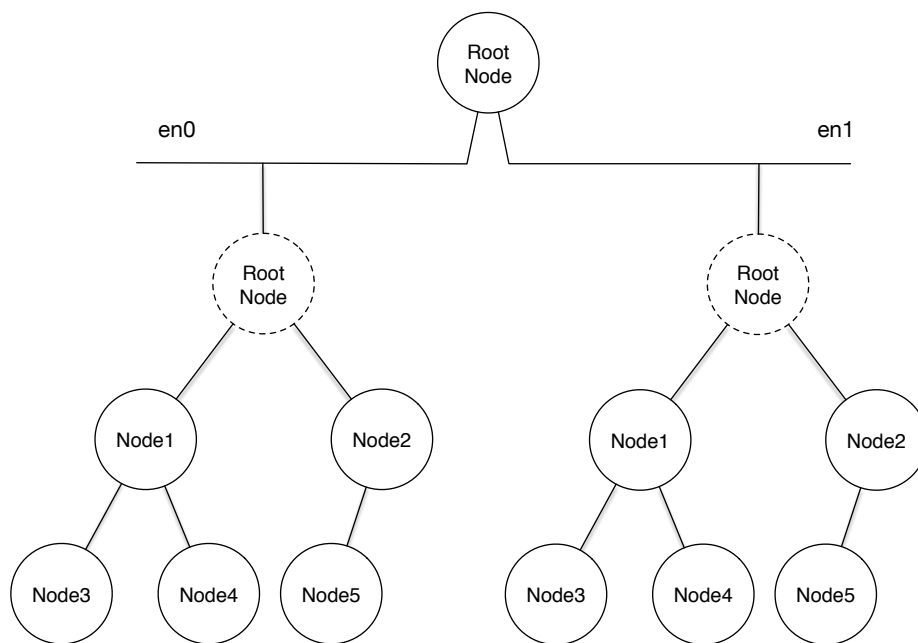 Root
Node
en0
en1
Root
Node
Root
Node
Node1
Node2
Node1
Node2
Node3
Node4
Node5
Node3
Node4
Node5